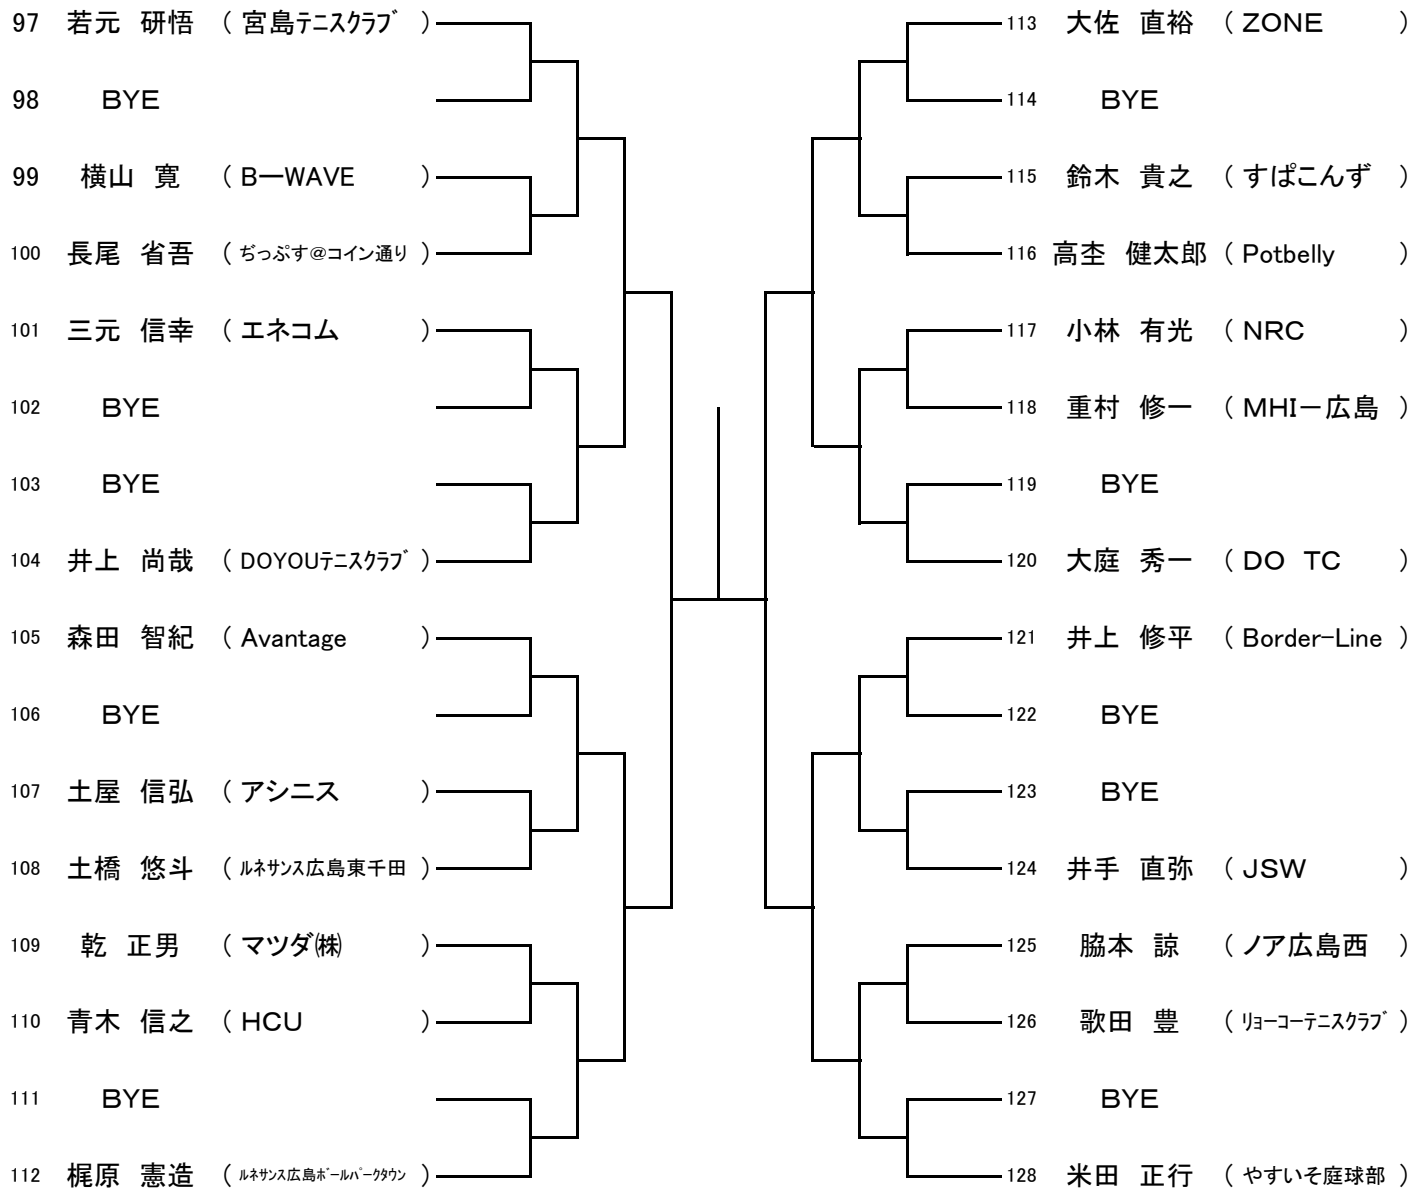 97 若元 研悟 ( 宮島テニスクラブ )
98 BYE
99 横山 寛 ( BーWAVE )
100 長尾 省吾 ( ぢっぷす@コイン通り )
101 三元 信幸 ( エネコム )
102 BYE
103 BYE
104 井上 尚哉 ( DOYOUテニスクラブ )
105 森田 智紀 ( Avantage )
106 BYE
107 土屋 信弘 ( アシニス )
108 土橋 悠斗 ( ルネサンス広島東千田 )
109 乾 正男 ( マツダ㈱ )
110 青木 信之 ( HCU )
111 BYE
112 梶原 憲造 ( ルネサンス広島ボールパークタウン )
113 大佐 直裕 ( ZONE )
114 BYE
115 鈴木 貴之 ( すぱこんず )
116 高杢 健太郎 ( Potbelly )
117 小林 有光 ( NRC )
118 重村 修一 ( MHI－広島 )
119 BYE
120 大庭 秀一 ( DO TC )
121 井上 修平 ( Border-Line )
122 BYE
123 BYE
124 井手 直弥 ( JSW )
125 脇本 諒 ( ノア広島西 )
126 歌田 豊 ( リョーコーテニスクラブ )
127 BYE
128 米田 正行 ( やすいそ庭球部 )